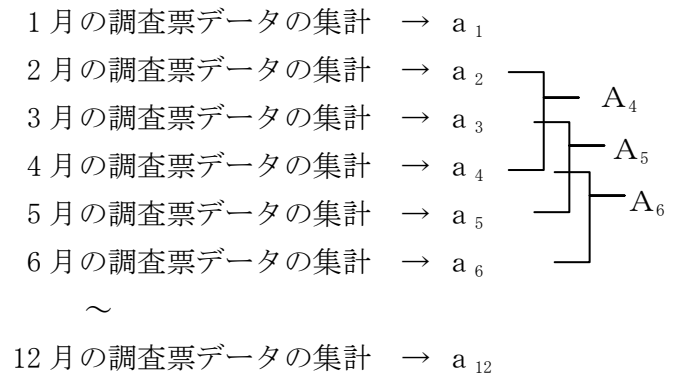 1月の調査票データの集計 → a₁
2月の調査票データの集計 → a₂
A₄
3月の調査票データの集計 → a₃
A₅
4月の調査票データの集計 → a₄
A₆
5月の調査票データの集計 → a₅
6月の調査票データの集計 → a₆
～
12月の調査票データの集計 → a₁₂